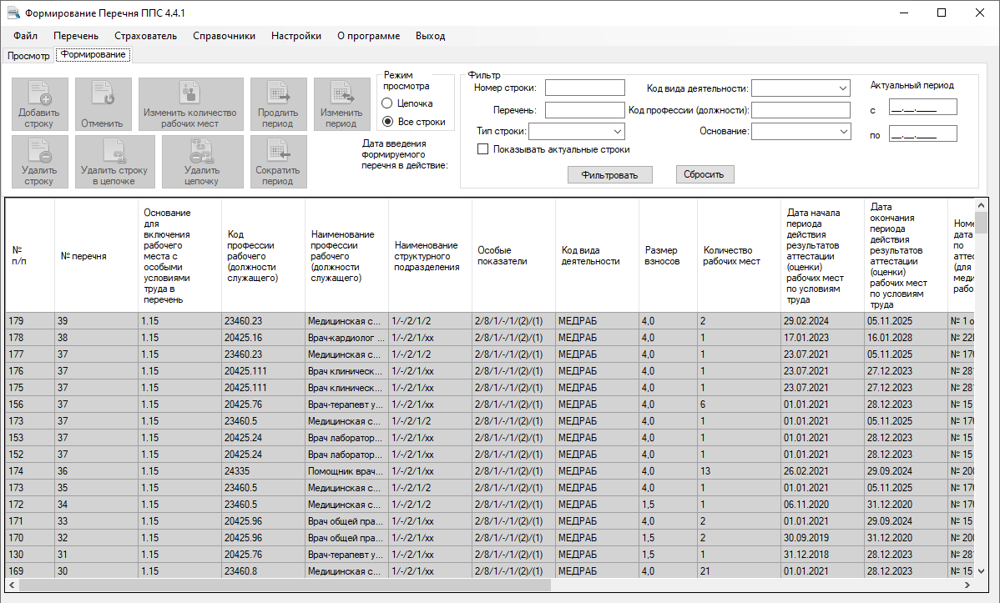 Формирование Перечня ППС 4.4.1
Файл Перечень Страхователь Справочники Настройки О программе Выход
Просмотр Формирование
Добавить строку
Отменить
Изменить количество рабочих мест
Продлить период
Изменить период
Удалить строку
Удалить строку в цепочке
Удалить цепочку
Сократить период
Режим просмотра
Цепочка
Все строки
Дата введения
Формируемого
перечня в действие:
Фильтр
Номер строки:
Код вида деятельности:
Перечень:
Код профессии (должности):
Тип строки:
Основание:
Показывать актуальные строки
Фильтровать
Сбросить
Актуальный период
с __.__.____
по __.__.____
№ п/п
№ перечня
Основание для включения рабочего места с особыми условиями труда в перечень
Код профессии рабочего (должности служащего)
Наименование профессии рабочего (должности служащего)
Наименование структурного подразделения
Особые показатели
Код вида деятельности
Размер взносов
Количество рабочих мест
Дата начала периода действия результатов аттестации (оценки) рабочих мест по условиям труда
Дата окончания периода действия результатов аттестации (оценки) рабочих мест по условиям труда
179 39 1.15 23460.23 Медицинская с... 1/-/2/1/2 2/8/1/-/1/(2)/(1) МЕДРАБ 4,0 2 29.02.2024 05.11.2025 № 1 о
178 38 1.15 20425.16 Врач-кардиолог ... 1/-/2/1/xx 2/8/1/-/1/(2)/(1) МЕДРАБ 4,0 1 17.01.2023 16.01.2028 № 22
177 37 1.15 23460.23 Медицинская с... 1/-/2/1/2 2/8/1/-/1/(2)/(1) МЕДРАБ 4,0 1 23.07.2021 05.11.2025 № 170
176 37 1.15 20425.111 Врач клиническ... 1/-/2/1/xx 2/8/1/-/1/(2)/(1) МЕДРАБ 4,0 1 23.07.2021 27.12.2023 № 28
175 37 1.15 20425.111 Врач клиническ... 1/-/2/1/xx 2/8/1/-/1/(2)/(1) МЕДРАБ 4,0 1 23.07.2021 27.12.2023 № 28
156 37 1.15 20425.76 Врач-терапевт у... 1/-/2/1/xx 2/8/1/-/1/(2)/(1) МЕДРАБ 4,0 6 01.01.2021 28.12.2023 № 15
173 37 1.15 23460.5 Медицинская с... 1/-/2/1/2 2/8/1/-/1/(2)/(1) МЕДРАБ 4,0 1 01.01.2021 05.11.2025 № 170
153 37 1.15 20425.24 Врач лаборатор... 1/-/2/1/xx 2/8/1/-/1/(2)/(1) МЕДРАБ 4,0 1 01.01.2021 28.12.2023 № 15
152 37 1.15 20425.24 Врач лаборатор... 1/-/2/1/xx 2/8/1/-/1/(2)/(1) МЕДРАБ 4,0 1 01.01.2021 28.12.2023 № 15
174 36 1.15 24335 Помощник врач... 1/-/2/1/xx 2/8/1/-/1/(2)/(1) МЕДРАБ 4,0 13 26.02.2021 29.09.2024 № 200
173 35 1.15 23460.5 Медицинская с... 1/-/2/1/2 2/8/1/-/1/(2)/(1) МЕДРАБ 4,0 1 01.01.2021 05.11.2025 № 170
172 34 1.15 23460.5 Медицинская с... 1/-/2/1/2 2/8/1/-/1/(2)/(1) МЕДРАБ 1,5 1 06.11.2020 31.12.2020 № 170
171 33 1.15 20425.96 Врач общей пра... 1/-/2/1/xx 2/8/1/-/1/(2)/(1) МЕДРАБ 4,0 2 01.01.2021 29.09.2024 № 15
170 32 1.15 20425.96 Врач общей пра... 1/-/2/1/xx 2/8/1/-/1/(2)/(1) МЕДРАБ 1,5 2 30.09.2019 31.12.2020 № 200
130 31 1.15 20425.76 Врач-терапевт у... 1/-/2/1/xx 2/8/1/-/1/(2)/(1) МЕДРАБ 1,5 1 31.12.2018 28.12.2023 № 28
169 30 1.15 23460.8 Медицинская с... 1/-/2/1/xx 2/8/1/-/1/(2)/(1) МЕДРАБ 4,0 21 01.01.2021 28.12.2023 № 15